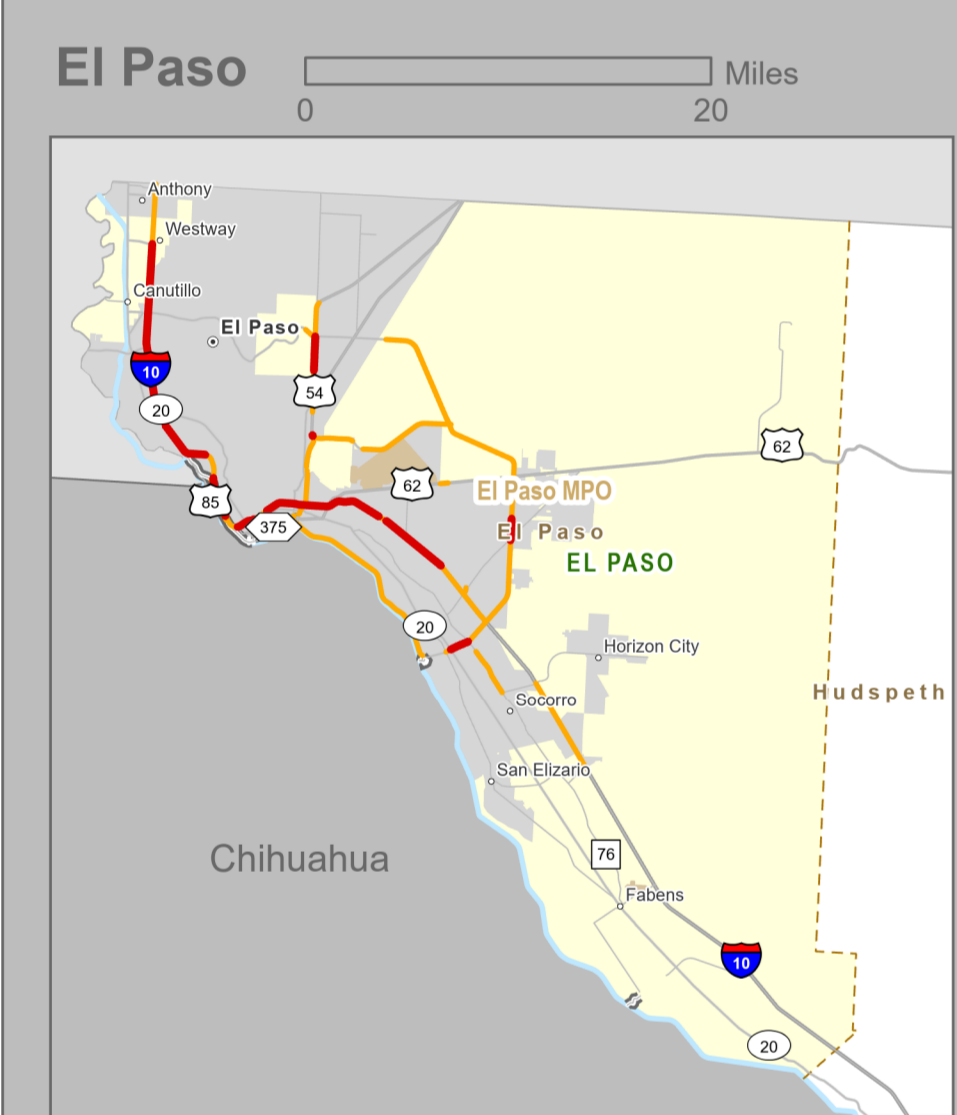 El Paso
Miles
0
20
Anthony
Westway
Canutillo
El Paso
10
54
20
62
62
85
El Paso MPO
375
El Paso
EL PASO
20
Horizon City
Hudspeth
Socorro
San Elizario
Chihuahua
76
Fabens
10
20